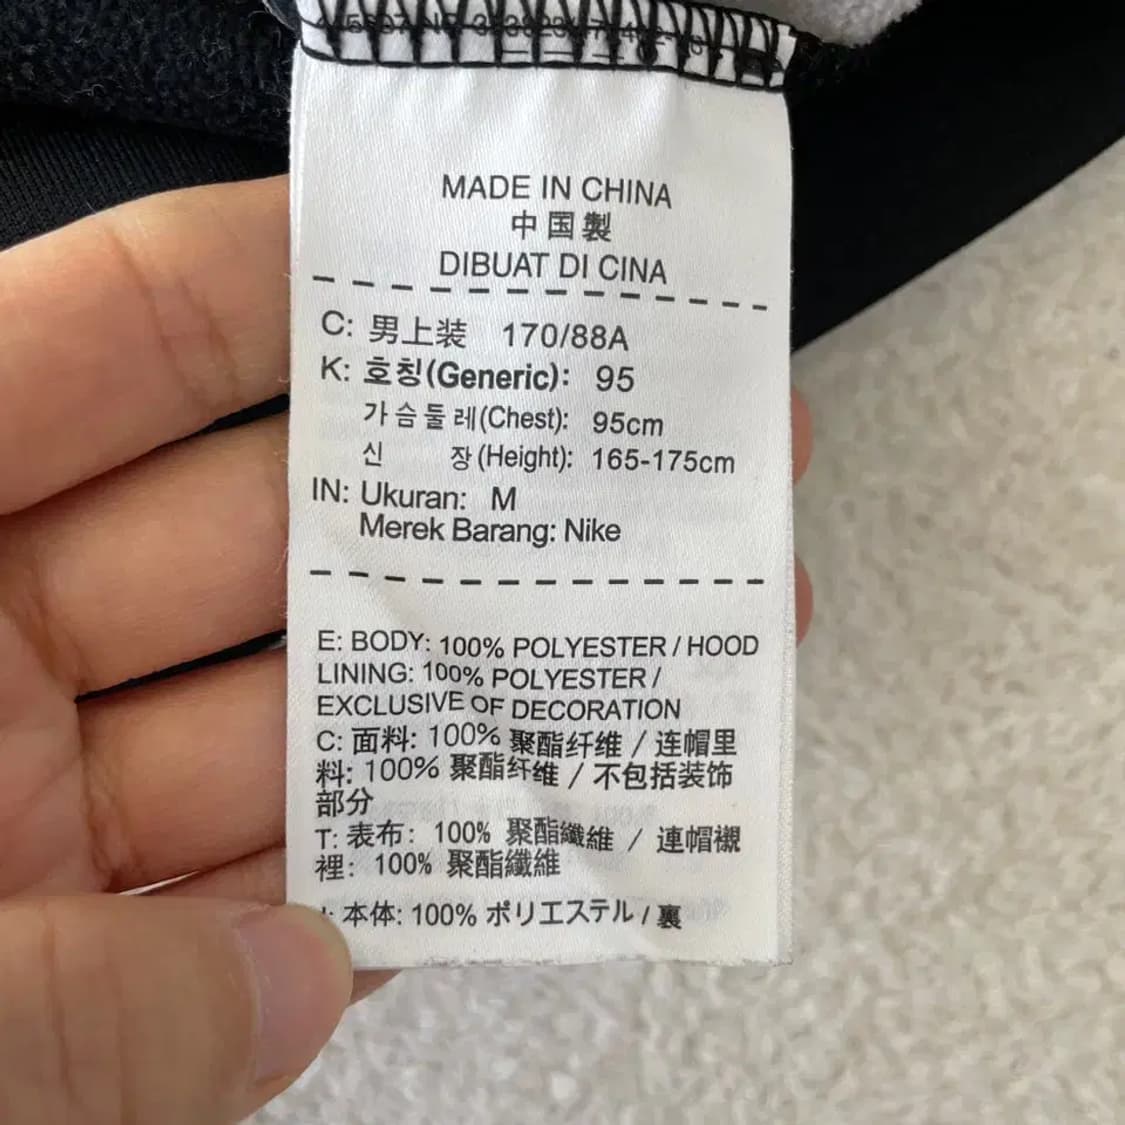 MADE IN CHINA
中国製
DIBUAT DI CINA
C: 男上装 170/88A
K: 호칭(Generic): 95
가슴둘레(Chest): 95cm
신 장(Height): 165-175cm
IN: Ukuran: M
Merek Barang: Nike
E: BODY: 100% POLYESTER / HOOD
LINING: 100% POLYESTER /
EXCLUSIVE OF DECORATION
C: 面料: 100% 聚酯纤维 / 连帽里
料: 100% 聚酯纤维 / 不包括装饰
部分
T: 表布: 100% 聚酯纖維 / 連帽襯
裡: 100% 聚酯纖維
: 本体: 100% ポリエステル / 裏